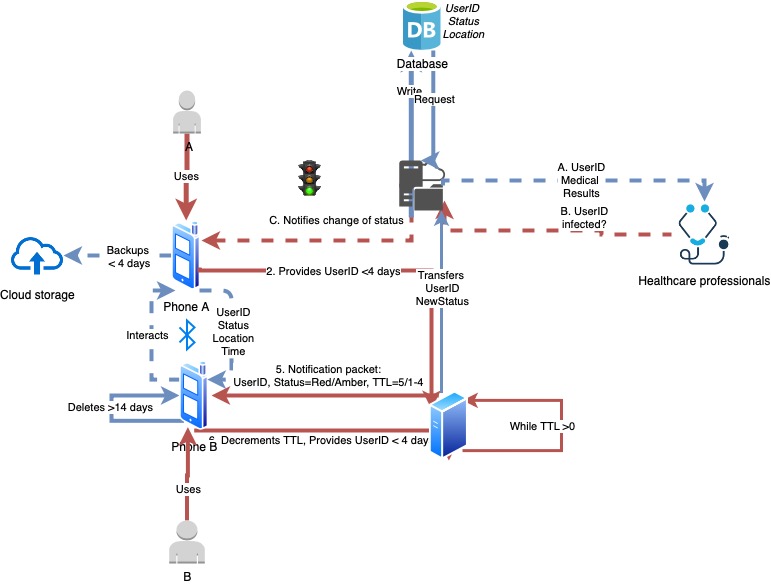 UserID
Status
Location
DB
Database
Write
Request
A
Uses
A. UserID
Medical
Results
B. UserID
infected?
C. Notifies change of status
Backups
< 4 days
Cloud storage
Healthcare professionals
2. Provides UserID <4 days
Transfers
UserID
NewStatus
Phone A
UserID
Status
Location
Time
Interacts
5. Notification packet:
UserID, Status=Red/Amber, TTL=5/1-4
Deletes >14 days
While TTL >0
Phone B
Decrements TTL, Provides UserID < 4 day
Uses
B